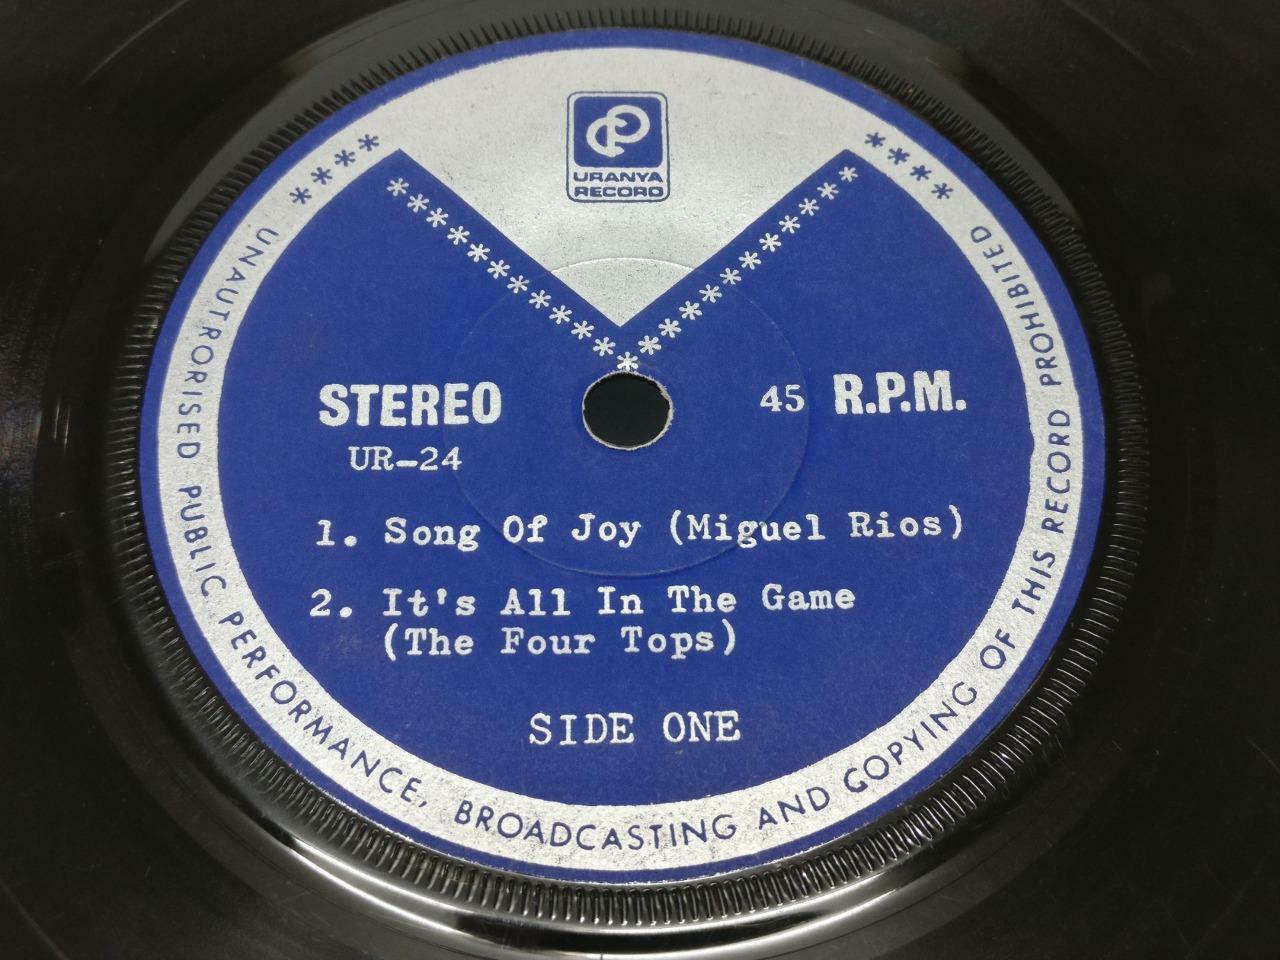 URANYA
RECORD
**** UNAUTRORISED PUBLIC PERFORMANCE, BROADCASTING AND GOPYING OF THIS RECORD PROHIBITED ****
STEREO 45 R.P.M.
UR-24
1. Song Of Joy (Miguel Rios)
2. It's All In The Game
(The Four Tops)
SIDE ONE